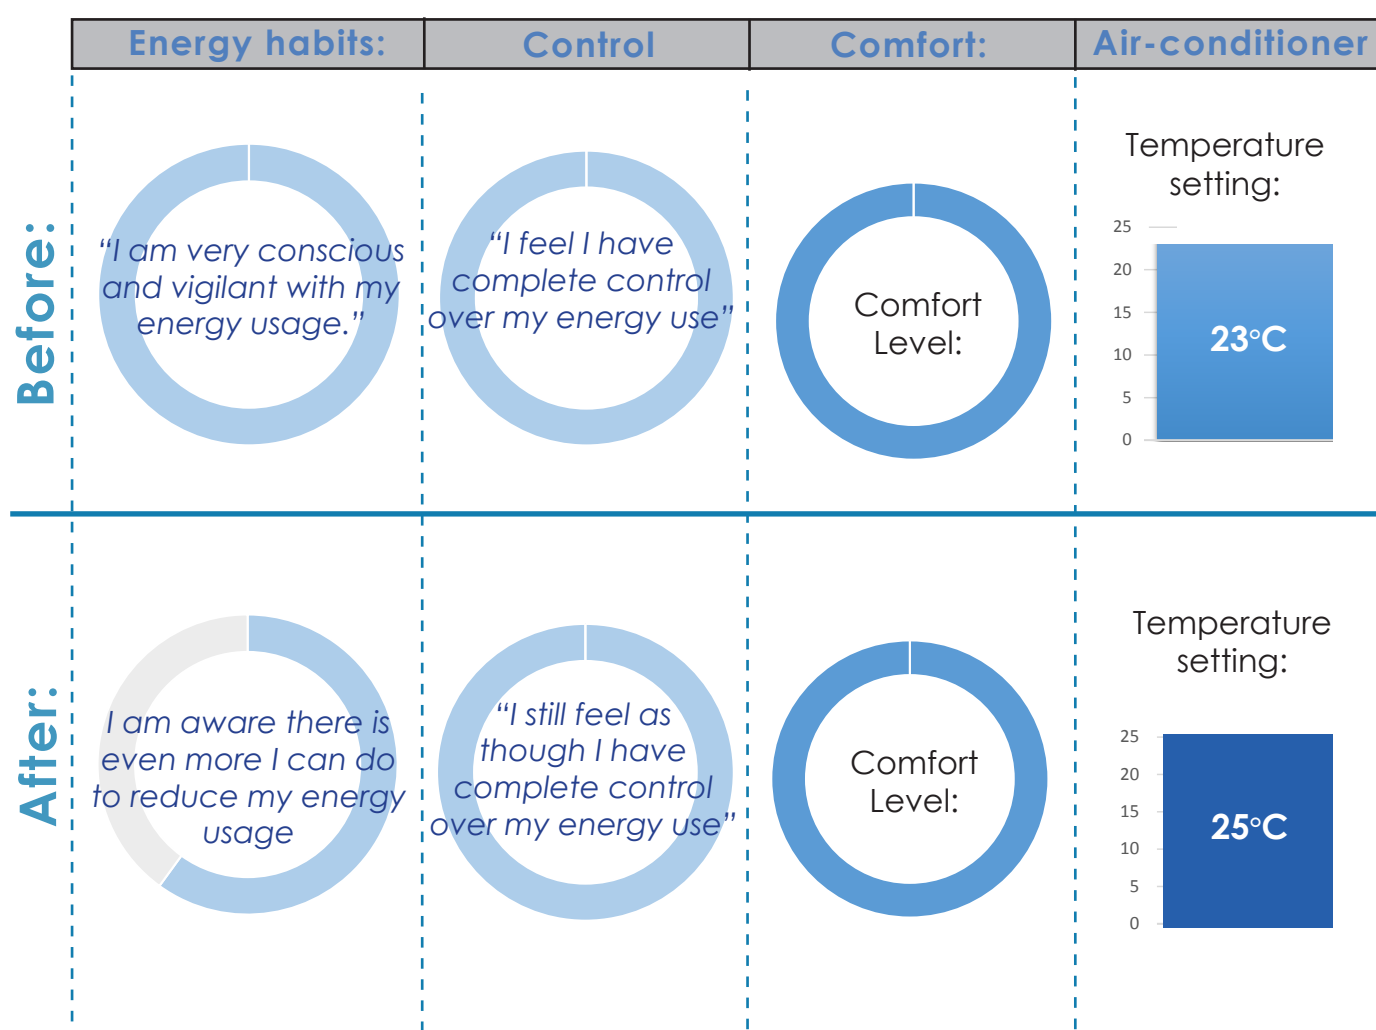 Energy habits:
Control
Comfort:
Air-conditioner
Before:
“I am very conscious
and vigilant with my
energy usage.”
“I feel I have
complete control
over my energy use”
Comfort
Level:
Temperature
setting:
25
20
15
10
5
0
23°C
After:
I am aware there is
even more I can do
to reduce my energy
usage
“I still feel as
though I have
complete control
over my energy use”
Comfort
Level:
Temperature
setting:
25
20
15
10
5
0
25°C